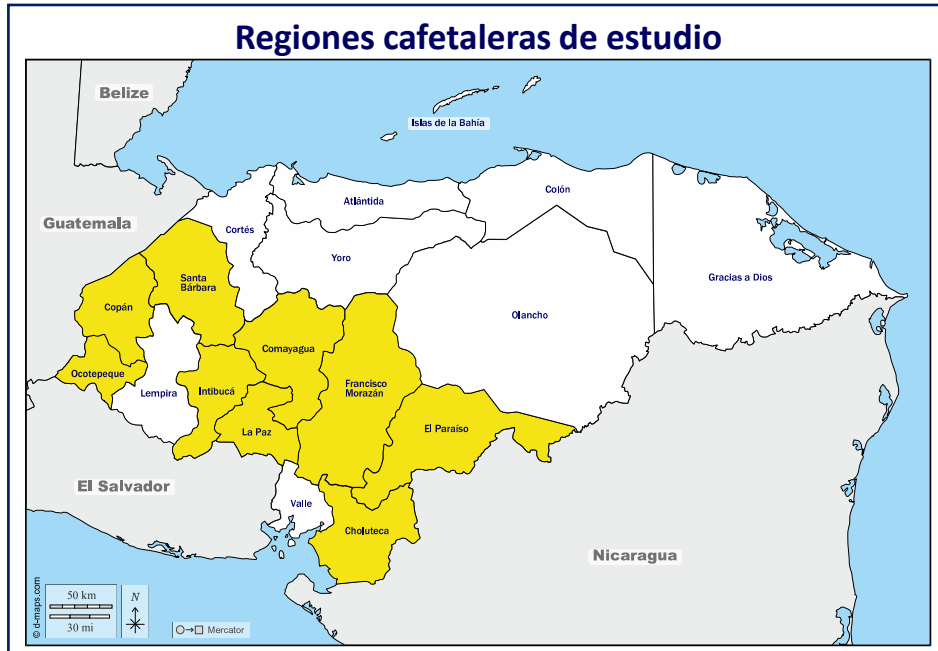 Regiones cafetaleras de estudio
Belize
Islas de la Bahía
Guatemala
Atlántida
Colón
Cortés
Yoro
Gracias a Dios
Santa
Bárbara
Copán
Olancho
Comayagua
Ocotepeque
Lempira
Intibucá
Francisco
Morazán
La Paz
El Paraíso
El Salvador
Valle
Choluteca
Nicaragua
50 km
30 mi
N
Mercator
© d-maps.com